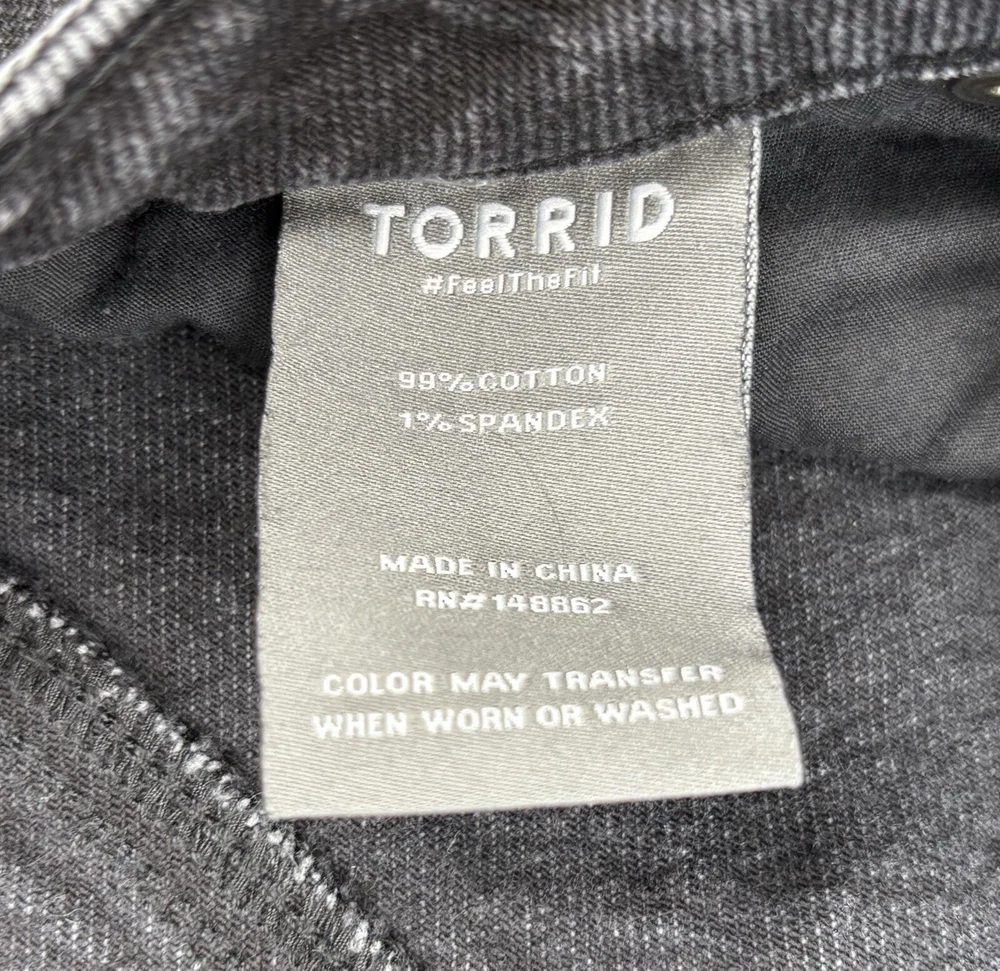 TORRID
#FeelTheFit
99% COTTON
1% SPANDEX
MADE IN CHINA
RN# 148862
COLOR MAY TRANSFER
WHEN WORN OR WASHED